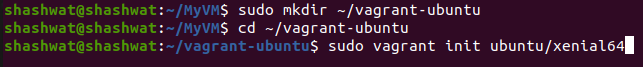 shashwat@shashwat:~/MyVM$ sudo mkdir ~/vagrant-ubuntu
shashwat@shashwat:~/MyVM$ cd ~/vagrant-ubuntu
shashwat@shashwat:~/vagrant-ubuntu$ sudo vagrant init ubuntu/xenial64